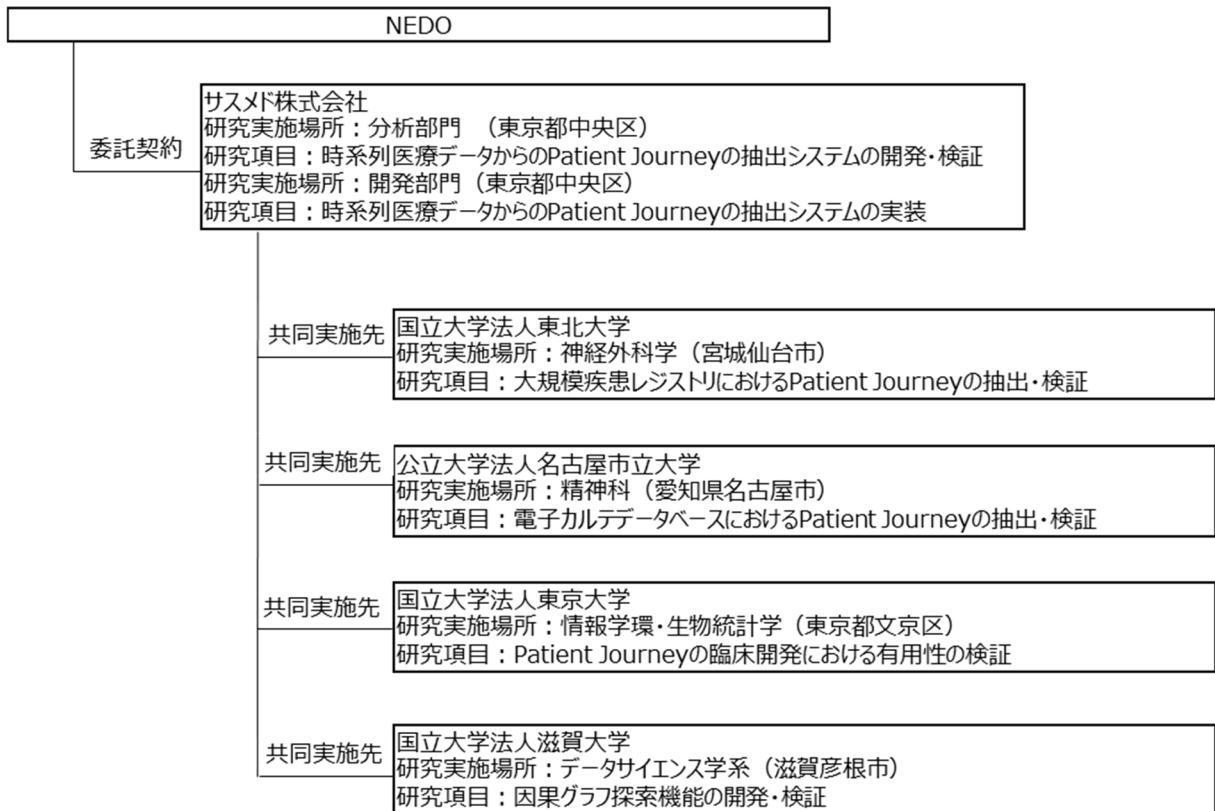 NEDO
委託契約
サスメド株式会社
研究実施場所：分析部門　（東京都中央区）
研究項目：時系列医療データからのPatient Journeyの抽出システムの開発・検証
研究実施場所：開発部門（東京都中央区）
研究項目：時系列医療データからのPatient Journeyの抽出システムの実装
共同実施先
国立大学法人東北大学
研究実施場所：神経外科学（宮城仙台市）
研究項目：大規模疾患レジストリにおけるPatient Journeyの抽出・検証
共同実施先
公立大学法人名古屋市立大学
研究実施場所：精神科（愛知県名古屋市）
研究項目：電子カルテデータベースにおけるPatient Journeyの抽出・検証
共同実施先
国立大学法人東京大学
研究実施場所：情報学環・生物統計学（東京都文京区）
研究項目：Patient Journeyの臨床開発における有用性の検証
共同実施先
国立大学法人滋賀大学
研究実施場所：データサイエンス学系（滋賀彦根市）
研究項目：因果グラフ探索機能の開発・検証